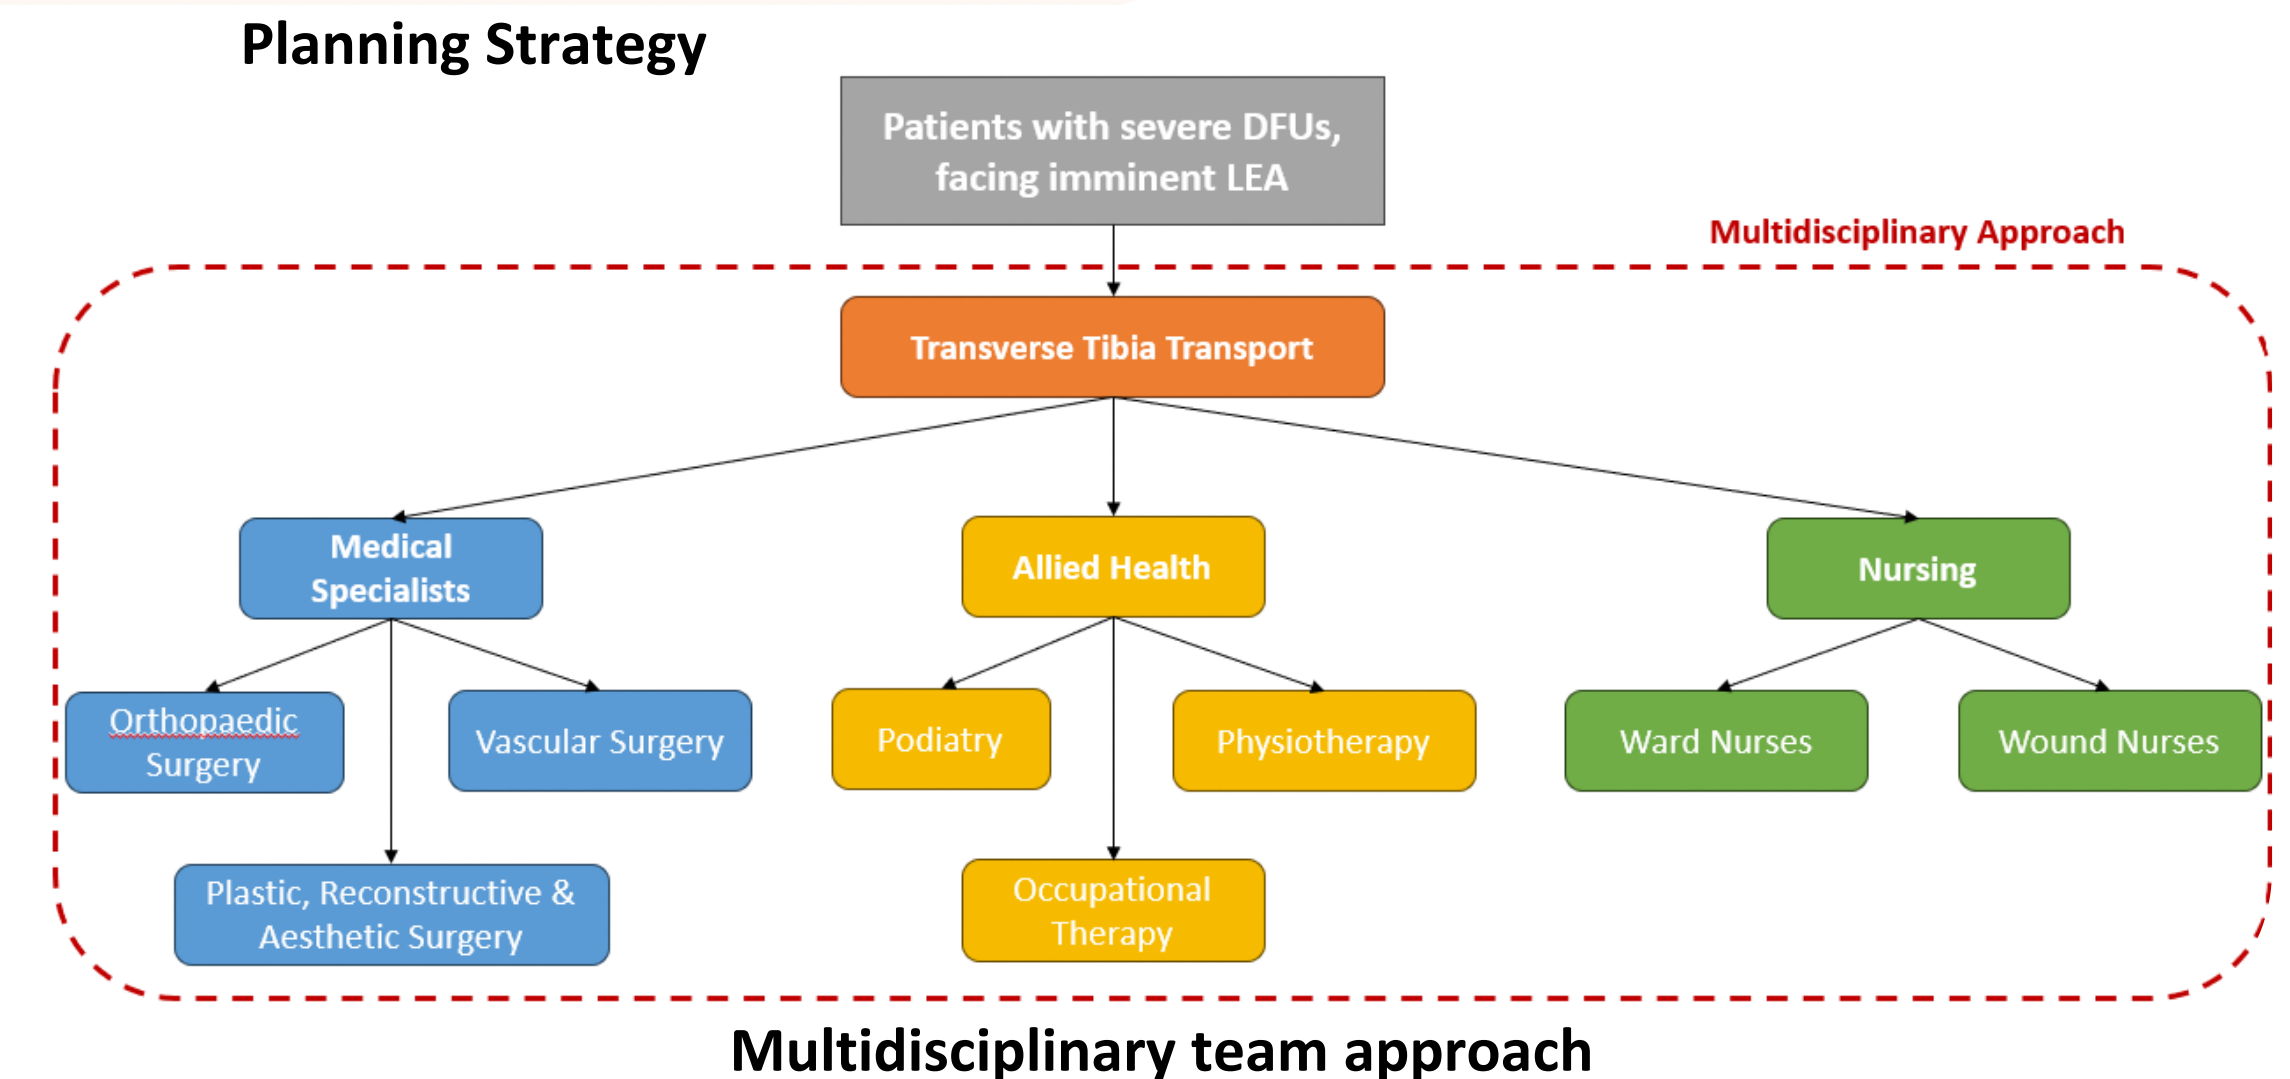 Planning Strategy
Patients with severe DFUs,
facing imminent LEA
Multidisciplinary Approach
Transverse Tibia Transport
Medical
Specialists
Allied Health
Nursing
Orthopaedic
Surgery
Vascular Surgery
Podiatry
Physiotherapy
Ward Nurses
Wound Nurses
Plastic, Reconstructive &
Aesthetic Surgery
Occupational
Therapy
Multidisciplinary team approach